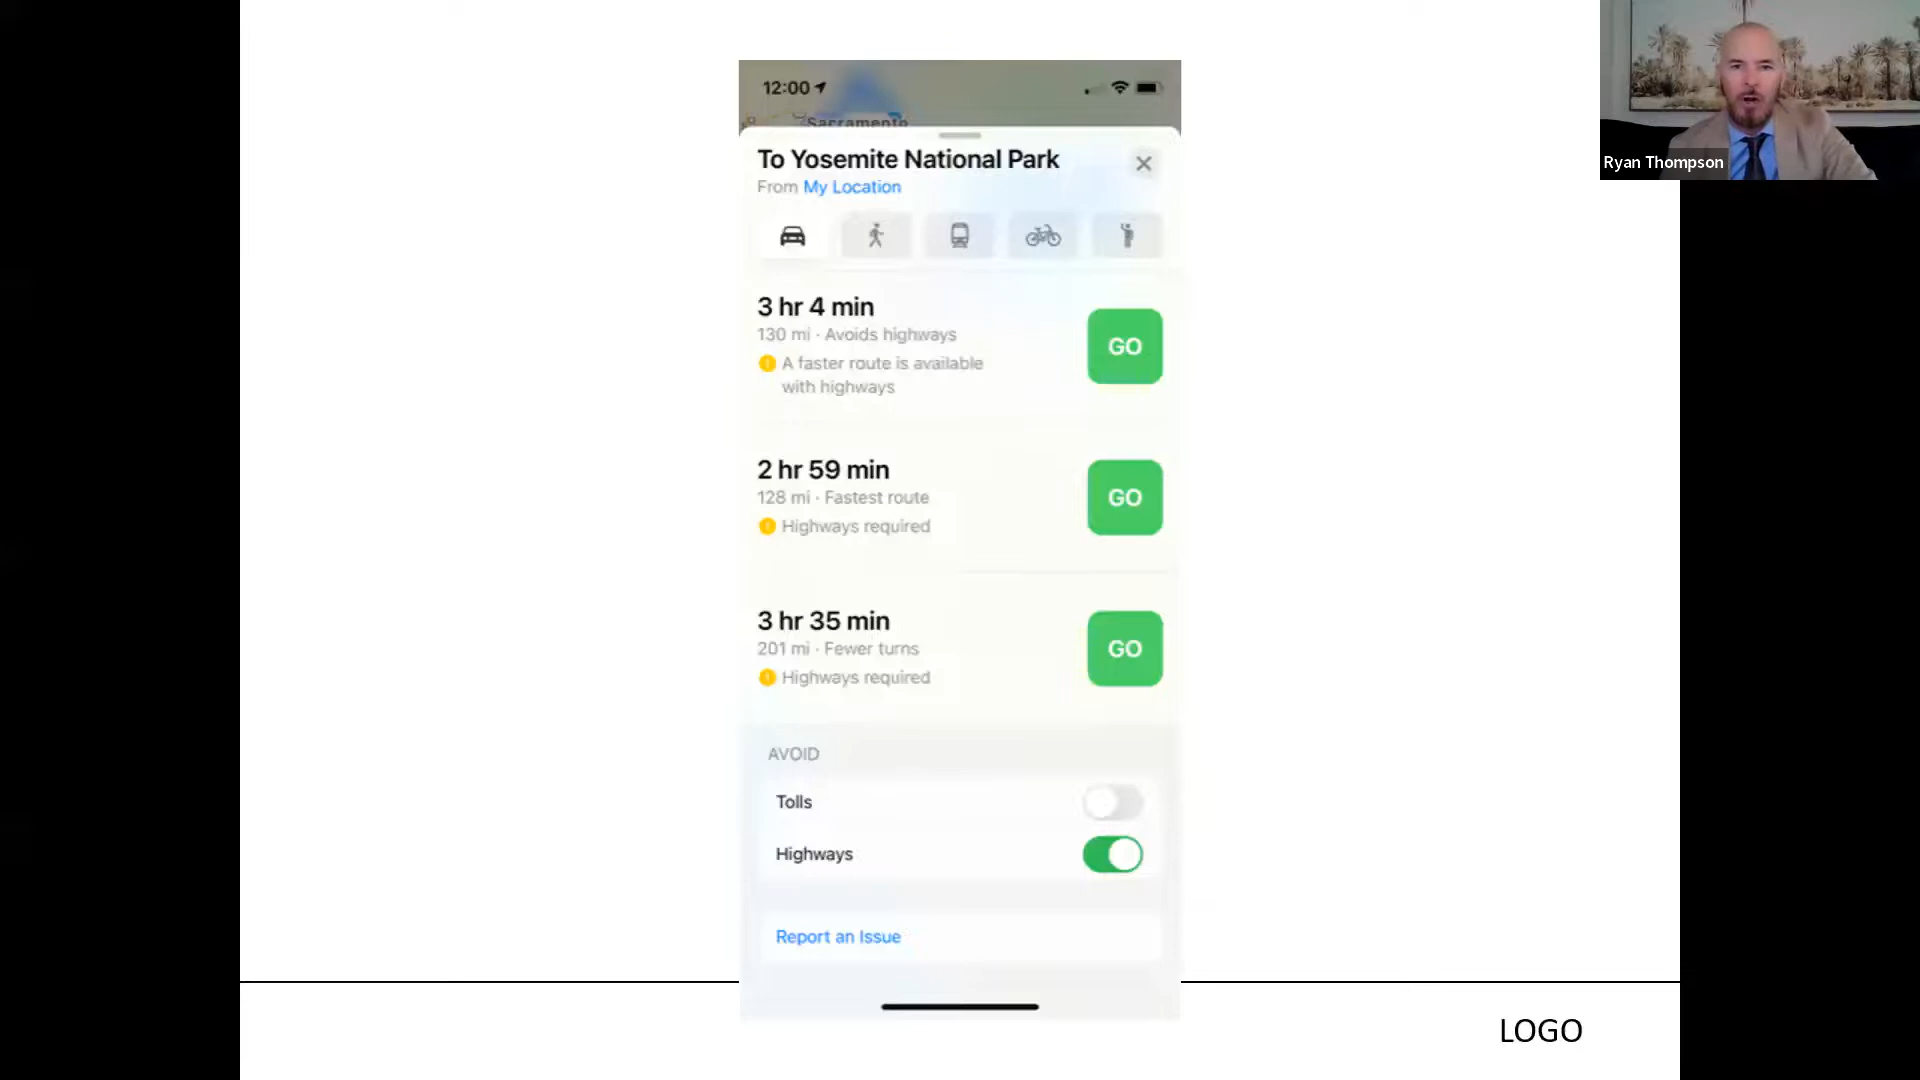 12:00
Sacramento
To Yosemite National Park
From My Location
3 hr 4 min
130 mi · Avoids highways
A faster route is available
with highways
GO
2 hr 59 min
128 mi · Fastest route
Highways required
GO
3 hr 35 min
201 mi · Fewer turns
Highways required
GO
AVOID
Tolls
Highways
Report an Issue
LOGO
Ryan Thompson